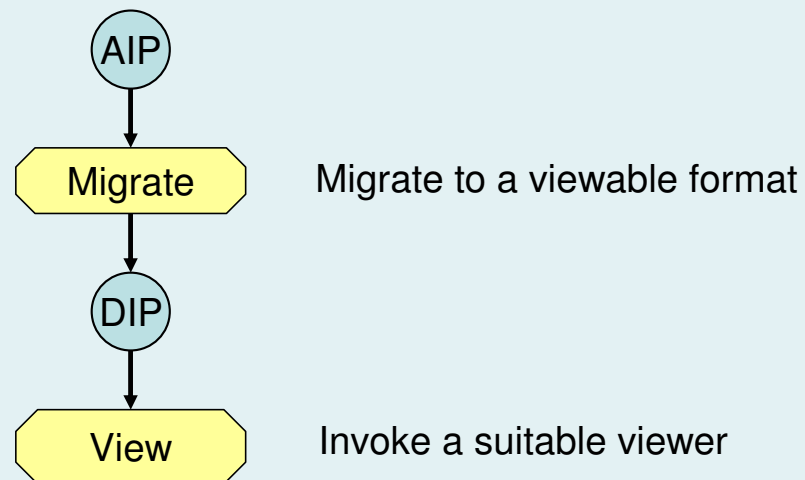 AIP
Migrate
Migrate to a viewable format
DIP
View
Invoke a suitable viewer